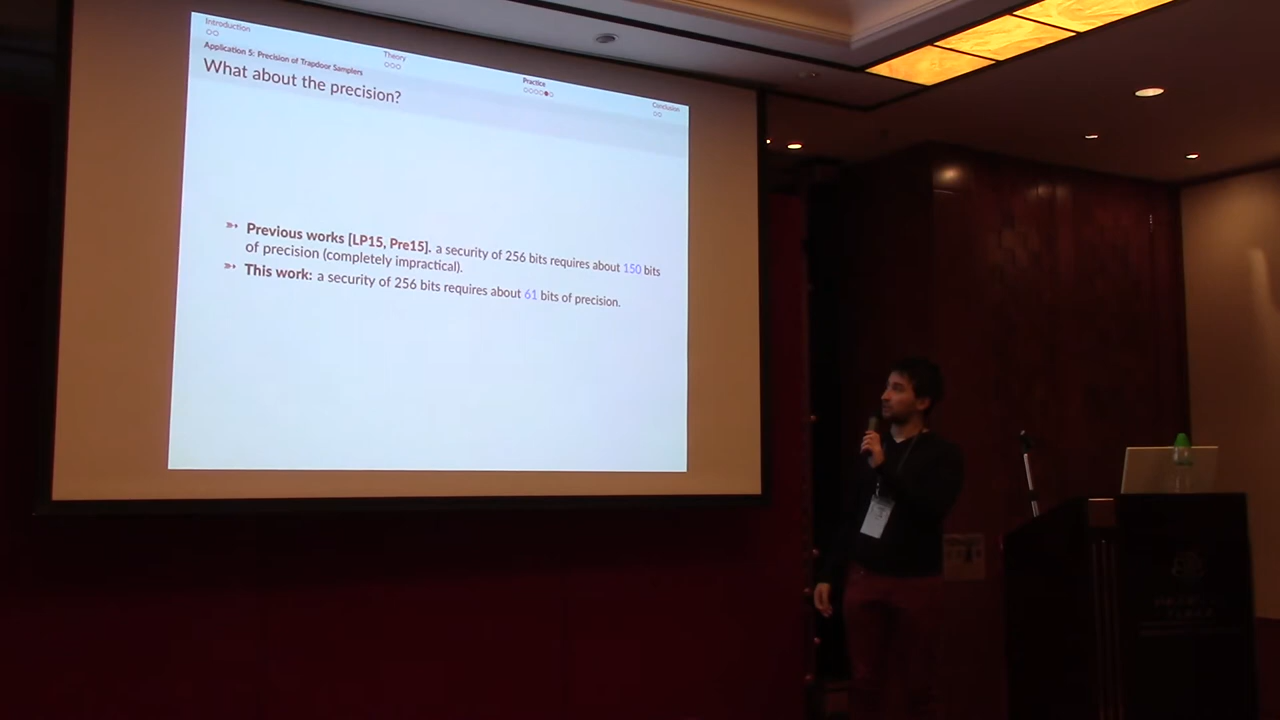 Introduction
Theory
Practice
Conclusion
Application 5: Precision of Trapdoor Samplers
What about the precision?
Previous works [LP15, Pre15]. a security of 256 bits requires about 150 bits
of precision (completely impractical).
This work: a security of 256 bits requires about 61 bits of precision.